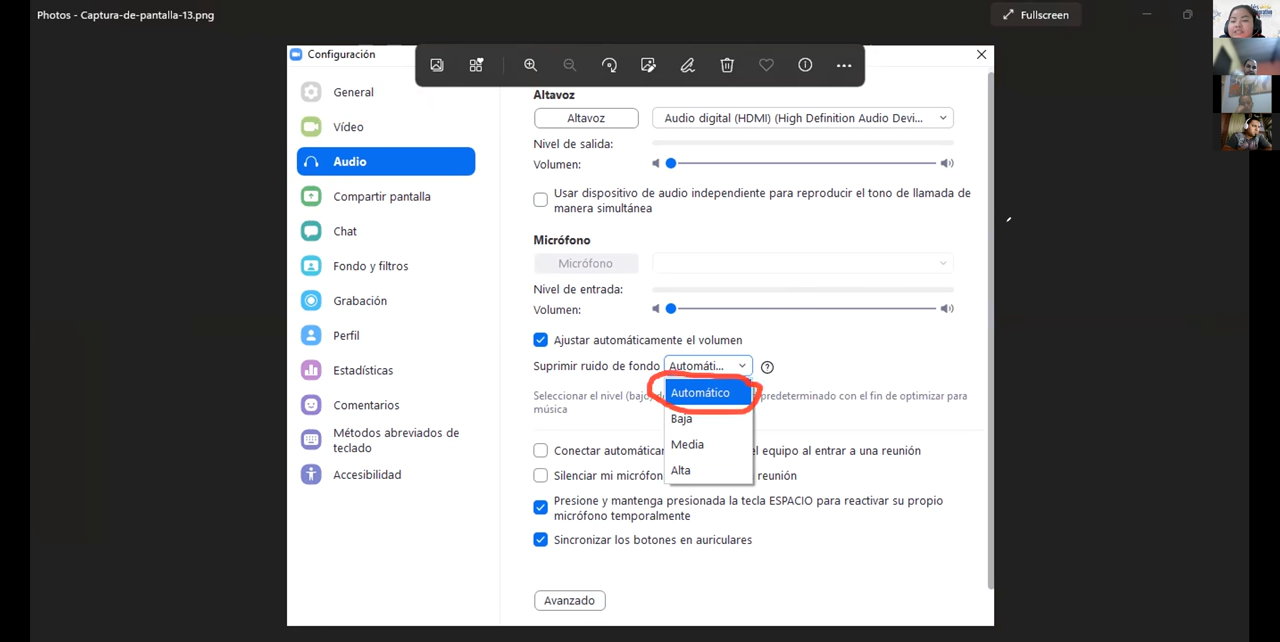 Photos - Captura-de-pantalla-13.png
Fullscreen
Configuración
General
Vídeo
Audio
Compartir pantalla
Chat
Fondo y filtros
Grabación
Perfil
Estadísticas
Comentarios
Métodos abreviados de
teclado
Accesibilidad
Altavoz
Altavoz
Audio digital (HDMI) (High Definition Audio Devi...
Nivel de salida:
Volumen:
Usar dispositivo de audio independiente para reproducir el tono de llamada de
manera simultánea
Micrófono
Micrófono
Nivel de entrada:
Volumen:
Ajustar automáticamente el volumen
Suprimir ruido de fondo
Automáti...
Automático
Baja
Media
Alta
Seleccionar el nivel (bajo) predeterminado con el fin de optimizar para
música
Conectar el equipo al entrar a una reunión
Silenciar mi reunión
Presione y mantenga presionada la tecla ESPACIO para reactivar su propio
micrófono temporalmente
Sincronizar los botones en auriculares
Avanzado